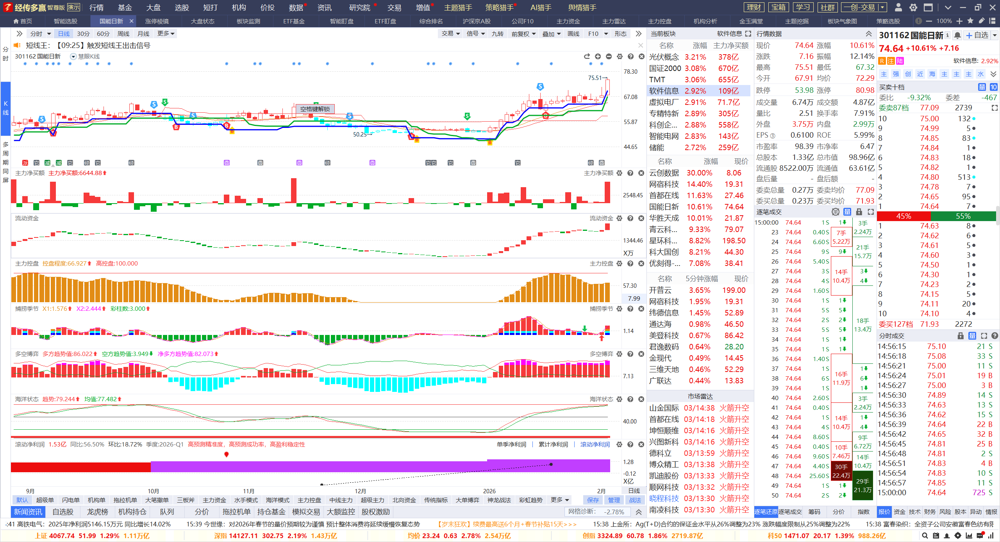 经传多赢 智尊版 演示 行情 基金 大盘 选股 短打 机构 价投 数据 资讯 研究院 交易 增值 主题猎手 策略猎手 AI猎手 舆情猎手 理财 宝箱 学习 社群 一创-交易
首页 智能选股 国能日新 涨停棱镜 大盘状态 板块监测 ETF基金 智能盯盘 ETF盯盘 综合排名 沪深京A股 公司F10 主力资金 主力雷达 主力控盘 机构分析 金玉满堂 主题挖掘 板块气象图 策略选股 100%
分时 日线 30分 60分 周线 月线 更多 交易 信号 九转 前复权 叠加 画线 F10 形态
短线王：【09:25】触发短线王出击信号
301162 国能日新 慧眼K线
分时
K线
多周期同屏
78.30
75.51→
67.08
空格键解锁
55.87
50.25→
44.65
主力净买额 主力净买额:6644.88 主力净买额
2548.45
流动资金 流动资金
1344.46
X万
主力控盘 控盘程度:66.927 高控盘:100.000 主力控盘
57.30
7.99
捕捞季节 X1:1.576 X2:2.444 彩柱数:3.000 捕捞季节
1.14
多空博弈 多方趋势值:86.022 空方趋势值:3.949 净多方趋势值:82.073 多空博弈
7.13
海洋状态 趋势:79.244 均值:77.482 海洋状态
40.00
滚动净利润 1.53亿 同比:56.50% 环比:18.72% 季度:2026-Q1 高预测精准度，高预测成功率，高盈利稳定性 单季净利润 | 累计净利润 | 滚动净利润
1.28
-0.12
X亿
9月 10月 11月 12月 2026 2月 日线
默认 超级单 闪电单 机构单 拖拉机单 大笔撤单 三板斧 主力资金 水手模式 海洋模式 主力控盘 中线主力 超级主力 北向资金 传统指标 大单博弈 神龙战法 彩虹趋势 更多 保存 管理 战法
新闻资讯 自选股 龙虎榜 机构持仓 队列 分价 拖拉机单 持仓基金 模拟交易 大额监控 股权激励 网格诊断： -2.78%
当前板块 软件信息
名称 涨幅 主力净买额
光伏概念 3.21% 378亿
国证2000 3.08% 670亿
TMT 3.06% 655亿
软件信息 2.92% 109亿
虚拟电厂 2.91% 71.7亿
专精特新 2.89% 305亿
科创企... 2.88% 558亿
智能电网 2.83% 143亿
储能 2.72% 259亿
名称 涨幅 现价
云创数据 30.00% 8.06
网宿科技 14.40% 19.31
首都在线 11.63% 27.46
国能日新 10.61% 74.64
华胜天成 10.01% 21.87
青云科... 9.33% 79.07
星环科... 8.82% 198.50
科大国创 8.21% 44.30
优刻得-... 7.08% 38.41
名称 5分钟涨幅 现价
开普云 3.65% 199.00
网宿科技 1.95% 19.31
纬德信息 1.45% 52.89
通达海 0.98% 46.50
美登科技 0.67% 86.42
君逸数码 0.64% 28.20
金现代 0.49% 14.45
三维天地 0.46% 52.29
广联达 0.44% 13.83
市场雷达
山金国际 03/14:38 火箭升空
首都在线 03/14:18 火箭升空
坤恒顺维 03/14:16 火箭升空
兴图新科 03/14:16 火箭升空
德科立 03/13:59 火箭升空
博众精工 03/13:38 火箭升空
凯迪股份 03/13:33 火箭升空
顺网科技 03/13:32 火箭升空
晓程科技 03/13:30 火箭升空
南凌科技 03/13:30 火箭升空
行情数据
现价 74.64 涨幅 10.61%
涨跌 7.16 振幅 12.14%
最高 75.51 最低 67.32
今开 67.91 均价 72.29
跌停 53.98 涨停 80.98
成交量 6.74万 成交额 4.87亿
量比 2.51 换手率 7.91%
外盘 3.75万 内盘 2.99万
EPS③ 0.6100 ROE 5.99%
市盈率 98.39 市净率 6.47
总股本 1.33亿 总市值 98.96亿
流通股 8522.00万 流通值 63.61亿
盘后量 - 盘后额 -
委卖总量 0.27万 委卖均价 77.09
委买总量 0.23万 委买均价 71.93
逐笔成交 单 量
15:00:00 74.64 1 S 1
23 74.64 0.40 S
24 74.64 6.60 S
25 74.64 9 S 9
26 74.64 5.40 S
27 74.64 3 S
28 74.64 4 S
29 74.64 1.60 S
30 74.64 1 S 1
31 74.64 5 S 5
32 74.64 2 S 2
33 74.64 5 S 5
34 74.64 1 S 1
35 74.64 1 S 1
36 74.64 1.40 S
37 74.64 1 S
38 74.64 6 S
39 74.64 1 S
40 74.64 2.60 S
41 74.64 0.40 S
42 74.64 1 S
43 74.64 4 S
44 74.64 8.60 S
45 74.64 0.40 S
46 74.64 9.60 S
47 74.64 4.40 S
48 74.64 25.60 S
49 74.64 1 S 1
50 74.64 2 S 2
7手
5.22万
14手
10.4万
16手
11.9万
14手
10.4万
10手
7.46万
30手
22.4万
3手
2.24万
21手
15.7万
3
4
18手
13.4万
1
6
1
3手
2.24万
1
4
9手
6.72万
14手
10.4万
29手
21.3万
逐笔还原 逐笔成交 筹码 分价 指数
301162 国能日新 自选
74.64 +10.61% +7.16
R 注 陆 软件信息: 2.92%
主 强 创 近 海 主 主 主 水
买卖十档 量 10
委比 -9.32% 委差 -467
委卖87档 77.09 2739
10 75.00 132
9 74.99 5
8 74.85 83
7 74.84 1
6 74.83 18
5 74.82 1
4 74.80 513
3 74.78 7
2 74.65 95
1 74.64 7
45% 55%
1 74.63 8
2 74.62 6
3 74.61 5
4 74.60 3
5 74.50 1
6 74.30 1
7 74.23 2
8 74.15 5
9 74.11 20
10 74.10 4
委买127档 71.93 2272
分时成交 量
14:56:15 75.10 21 S
14:56:18 75.08 33 S
14:56:21 75.00 11 S
14:56:24 75.01 19 B
14:56:27 75.00 3 B
14:56:30 74.89 14 S
14:56:33 74.63 13 S
14:56:36 74.62 15 S
14:56:39 74.64 22 B
14:56:42 74.65 32 B
14:56:45 74.81 25 B
14:56:48 74.81 2 S
14:56:51 74.83 4 B
14:56:54 74.83 10 S
14:56:57 74.85 11 S
15:00:00 74.64 725 S
报价 资金 技术 财务 风险 股本 异动 情报
:41 高铁电气：2025年净利润5146.15万元 同比增长14.02% 15:39 今世缘：对2026年春节的量价预期较为谨慎 预计整体消费将延续缓慢恢复态势 【岁末狂欢】续费最高送6个月+春节补贴15天>>> 15:38 上金所：Ag(T+D)合约的保证金水平从26%调整为23% 涨跌幅度限制从25%调整为22% 15:38 富春染织：全资子公司安徽富春色纺有限
上证 4067.74 51.99 1.29% 1.11万亿 深指 14127.11 302.75 2.19% 1.43万亿 均价 23.24 0.63 2.78% 2.54万亿 创指 3324.89 60.78 1.86% 2719.87亿 科50 1471.07 20.17 1.39% 988.26亿